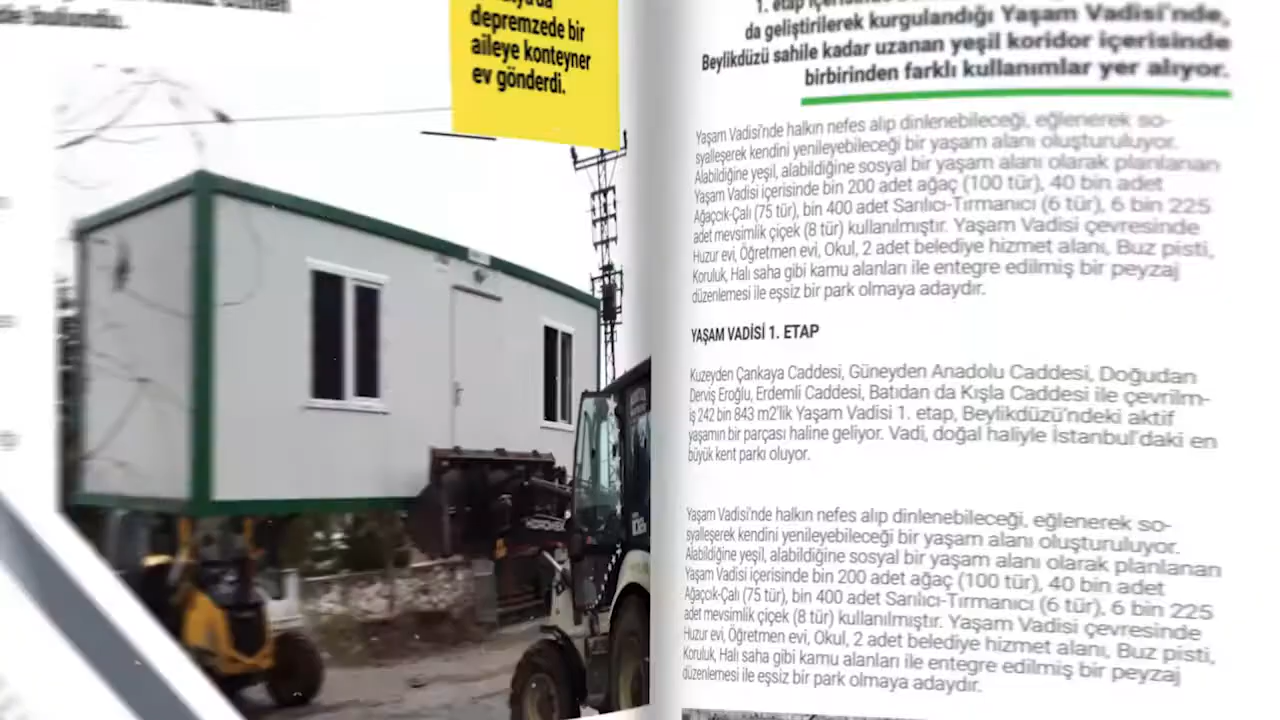 depremzede bir
aileye konteyner
ev gönderdi.
1. etap içerisinde
da geliştirilerek kurgulandığı Yaşam Vadisi'nde,
Beylikdüzü sahile kadar uzanan yeşil koridor içerisinde
birbirinden farklı kullanımlar yer alıyor.
Yaşam Vadisi'nde halkın nefes alıp dinlenebileceği, eğlenerek so-
syalleşerek kendini yenileyebileceği bir yaşam alanı oluşturuluyor.
Alabildiğine yeşil, alabildiğine sosyal bir yaşam alanı olarak planlanan
Yaşam Vadisi içerisinde bin 200 adet ağaç (100 tür), 40 bin adet
Ağaçcık-Çalı (75 tür), bin 400 adet Sarılıcı-Tırmanıcı (6 tür), 6 bin 225
adet mevsimlik çiçek (8 tür) kullanılmıştır. Yaşam Vadisi çevresinde
Huzur evi, Öğretmen evi, Okul, 2 adet belediye hizmet alanı, Buz pisti,
Koruluk, Halı saha gibi kamu alanları ile entegre edilmiş bir peyzaj
düzenlemesi ile eşsiz bir park olmaya adaydır.
YAŞAM VADİSİ 1. ETAP
Kuzeyden Çankaya Caddesi, Güneyden Anadolu Caddesi, Doğudan
Derviş Eroğlu, Erdemli Caddesi, Batıdan da Kışla Caddesi ile çevrilm-
iş 242 bin 843 m2'lik Yaşam Vadisi 1. etap, Beylikdüzü'ndeki aktif
yaşamın bir parçası haline geliyor. Vadi, doğal haliyle İstanbul'daki en
büyük kent parkı oluyor.
Yaşam Vadisi'nde halkın nefes alıp dinlenebileceği, eğlenerek so-
syalleşerek kendini yenileyebileceği bir yaşam alanı oluşturuluyor.
Alabildiğine yeşil, alabildiğine sosyal bir yaşam alanı olarak planlanan
Yaşam Vadisi içerisinde bin 200 adet ağaç (100 tür), 40 bin adet
Ağaçcık-Çalı (75 tür), bin 400 adet Sarılıcı-Tırmanıcı (6 tür), 6 bin 225
adet mevsimlik çiçek (8 tür) kullanılmıştır. Yaşam Vadisi çevresinde
Huzur evi, Öğretmen evi, Okul, 2 adet belediye hizmet alanı, Buz pisti,
Koruluk, Halı saha gibi kamu alanları ile entegre edilmiş bir peyzaj
düzenlemesi ile eşsiz bir park olmaya adaydır.